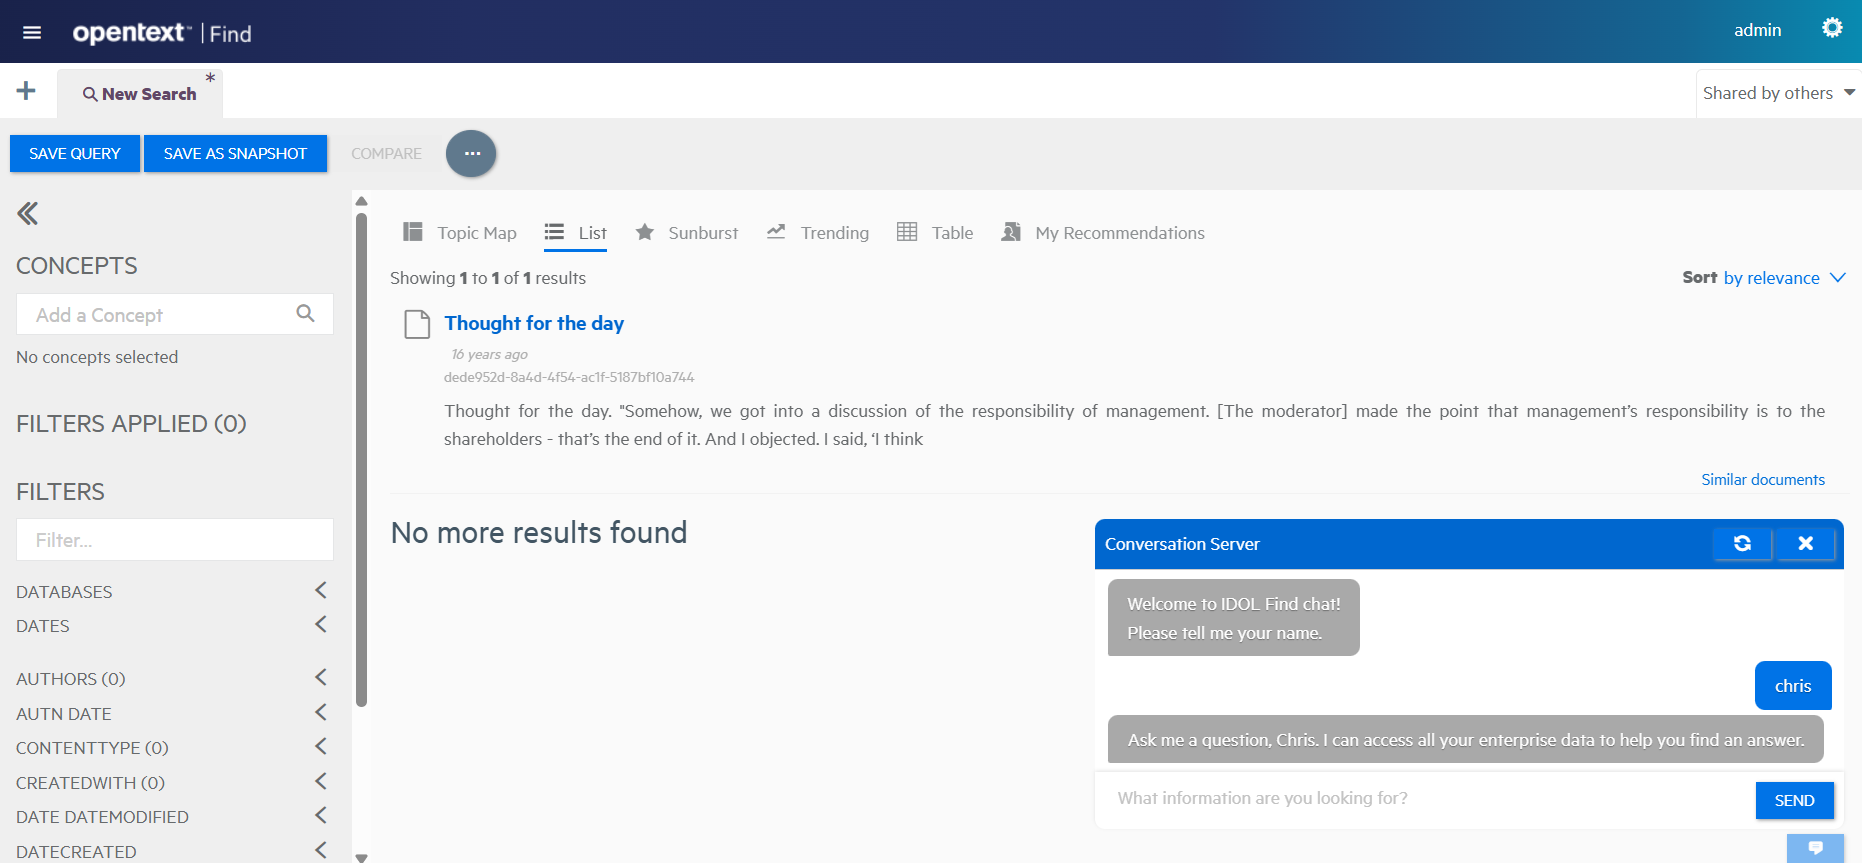 opentext™ | Find
admin
New Search *
Shared by others
SAVE QUERY
SAVE AS SNAPSHOT
COMPARE
...
CONCEPTS
Add a Concept
No concepts selected
FILTERS APPLIED (0)
FILTERS
Filter...
DATABASES
DATES
AUTHORS (0)
AUTN DATE
CONTENTTYPE (0)
CREATEDWITH (0)
DATE DATEMODIFIED
DATECREATED
Topic Map
List
Sunburst
Trending
Table
My Recommendations
Showing 1 to 1 of 1 results
Sort by relevance
Thought for the day
16 years ago
dede952d-8a4d-4f54-ac1f-5187bf10a744
Thought for the day. "Somehow, we got into a discussion of the responsibility of management. [The moderator] made the point that management’s responsibility is to the
shareholders - that’s the end of it. And I objected. I said, ‘I think
Similar documents
No more results found
Conversation Server
Welcome to IDOL Find chat!
Please tell me your name.
chris
Ask me a question, Chris. I can access all your enterprise data to help you find an answer.
What information are you looking for?
SEND